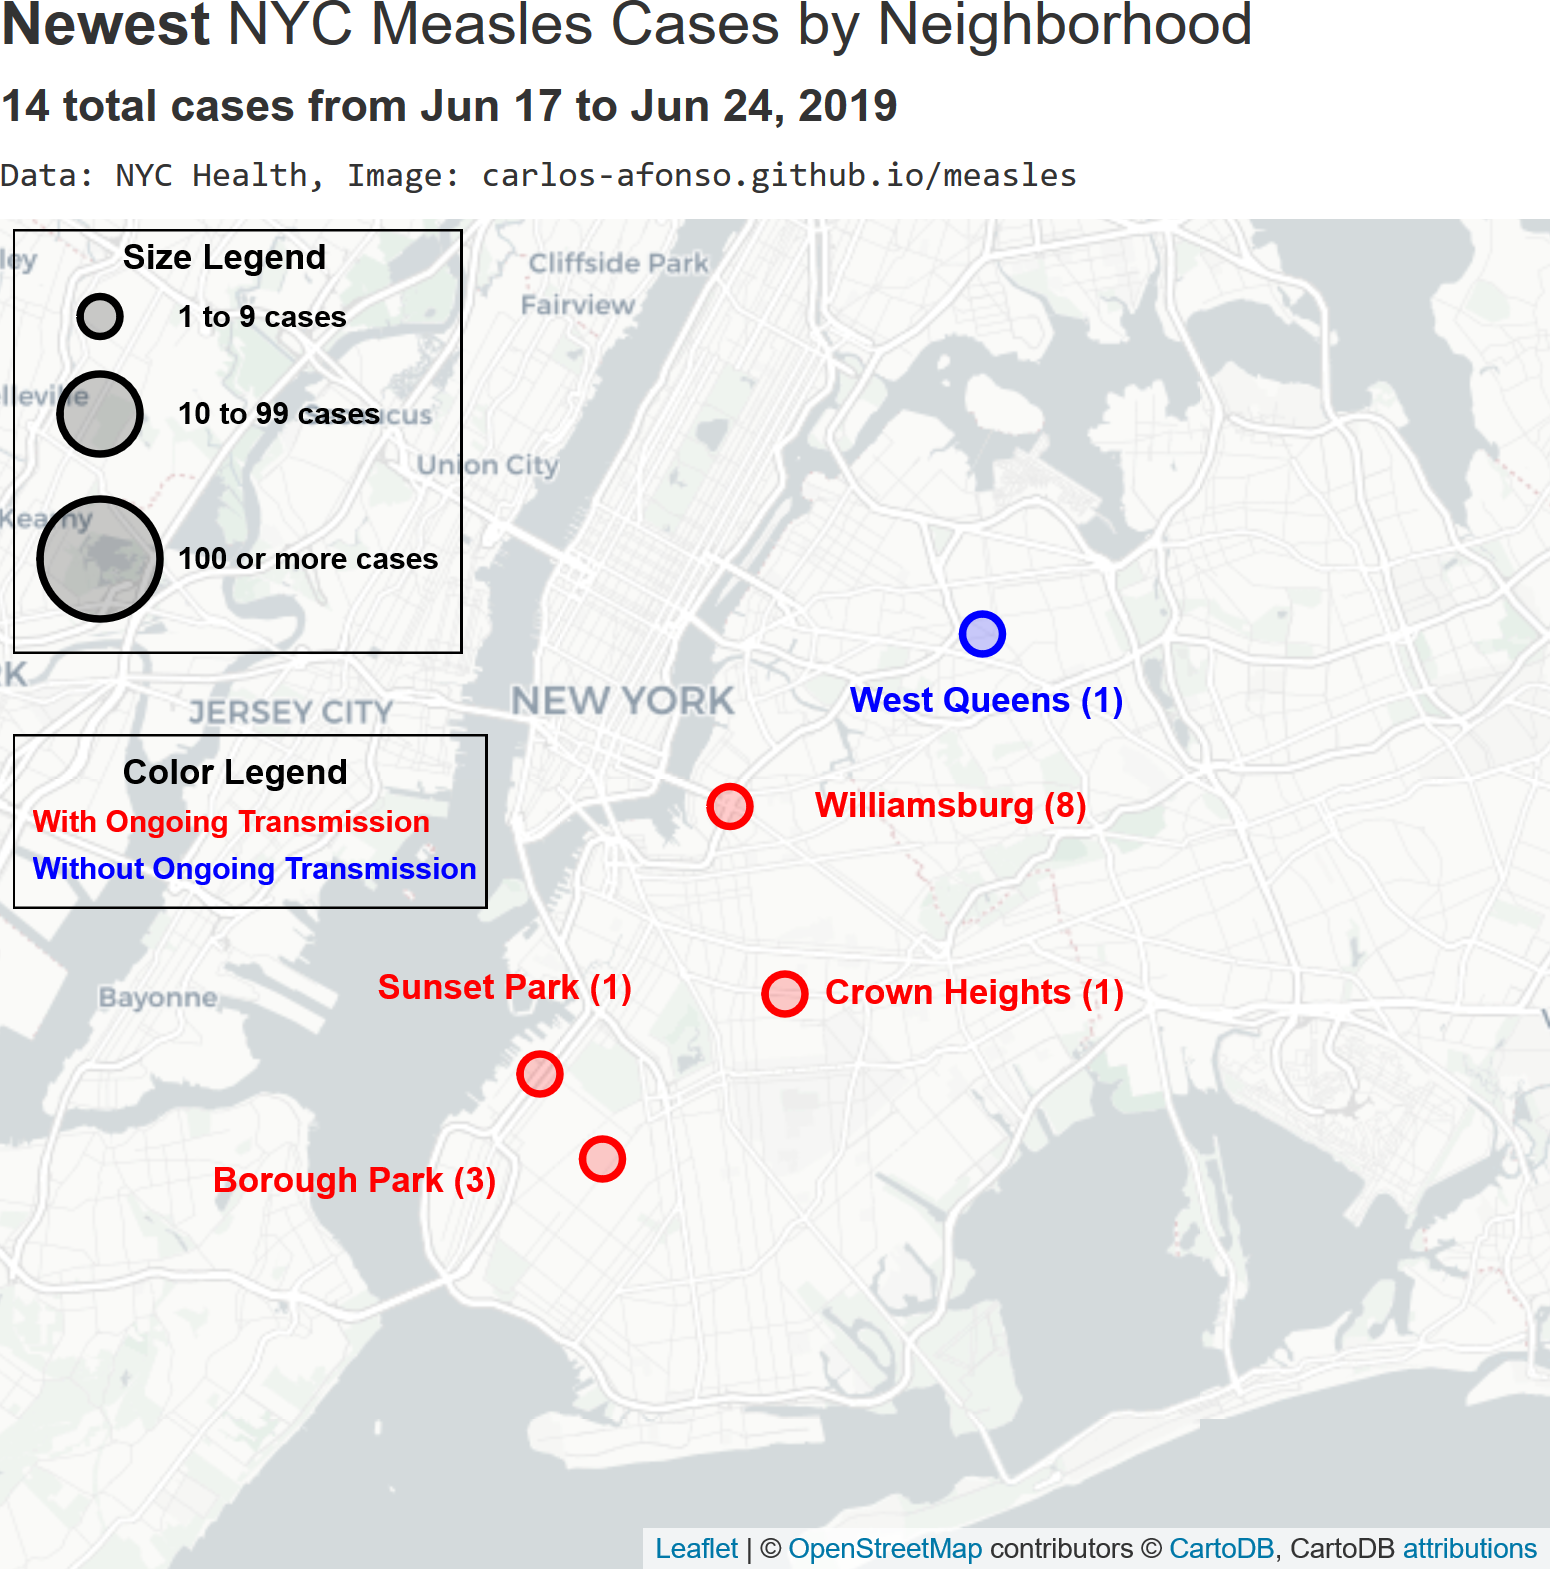 Newest NYC Measles Cases by Neighborhood
14 total cases from Jun 17 to Jun 24, 2019
Data: NYC Health, Image: carlos-afonso.github.io/measles
Size Legend
1 to 9 cases
10 to 99 cases
100 or more cases
Cliffside Park
Fairview
Union City
Kearny
JERSEY CITY
NEW YORK
West Queens (1)
Color Legend
With Ongoing Transmission
Without Ongoing Transmission
Williamsburg (8)
Sunset Park (1)
Crown Heights (1)
Bayonne
Borough Park (3)
Leaflet | © OpenStreetMap contributors © CartoDB, CartoDB attributions